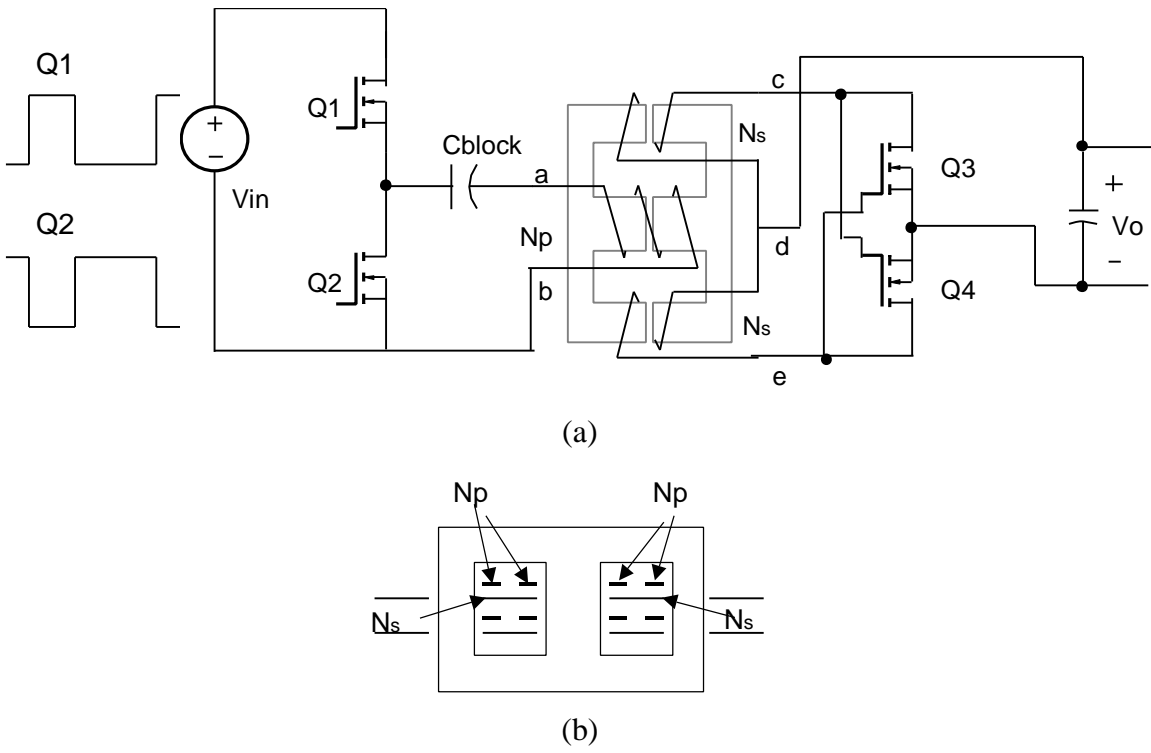 Q1
Q2
+
−
Vin
Q1
Q2
Cblock
a
b
Np
Ns
Ns
c
d
e
Q3
Q4
+
Vo
−
(a)
Np Np
Ns Ns
(b)